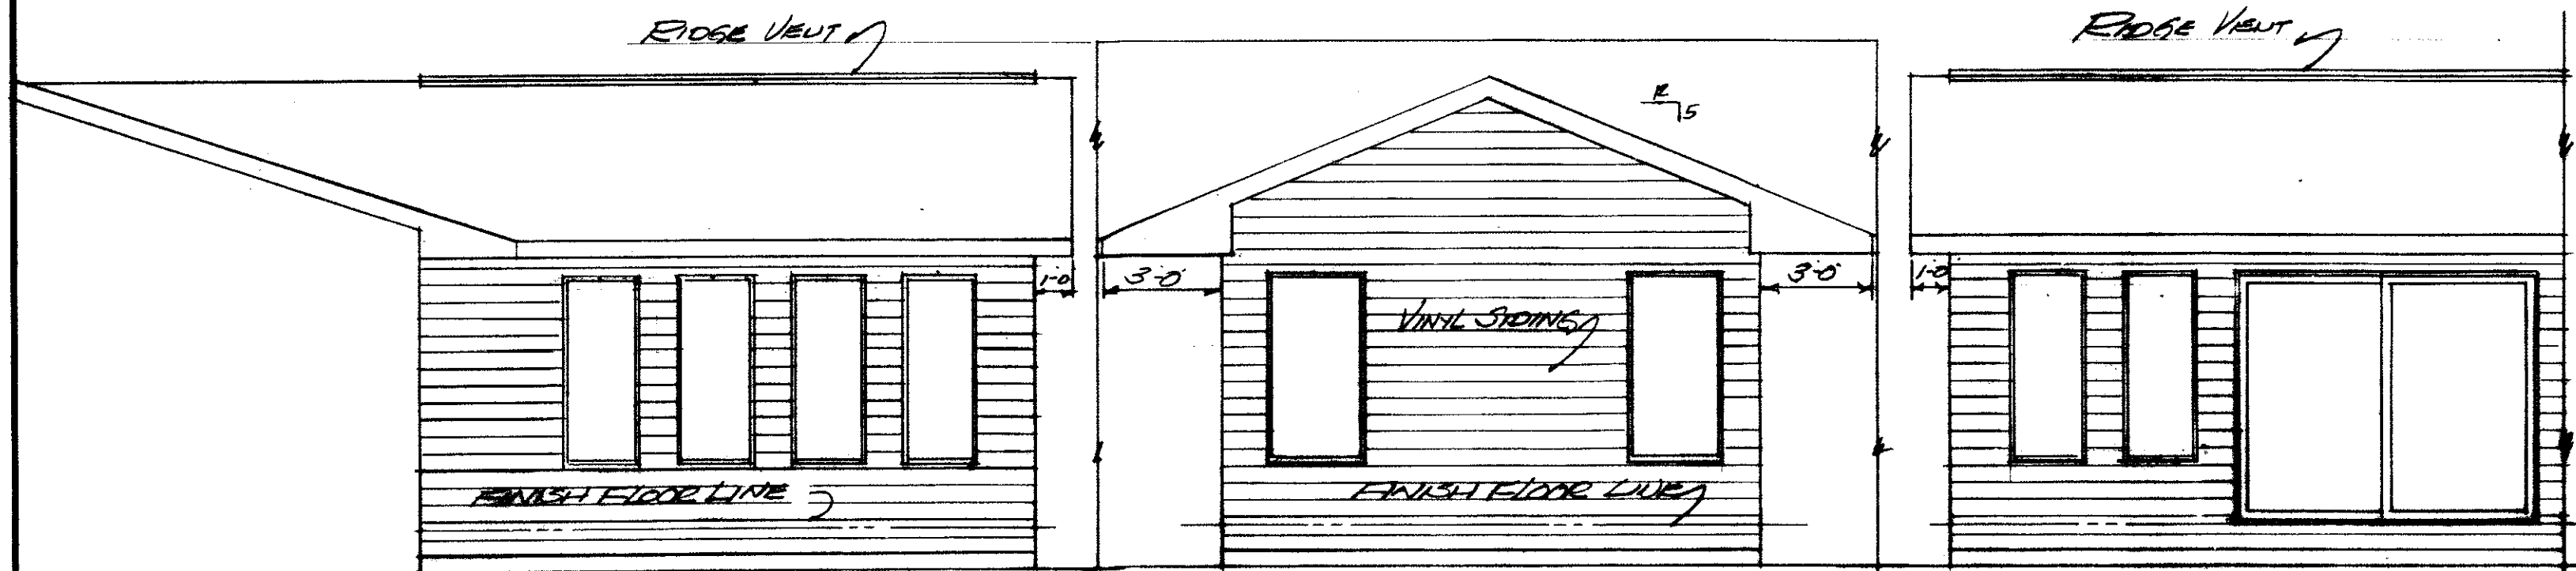 RIDGE VENT
RIDGE VENT
12
5
1'-0
3'-0
3'-0
1'-0
VINYL SIDING
FINISH FLOOR LINE
FINISH FLOOR LINE